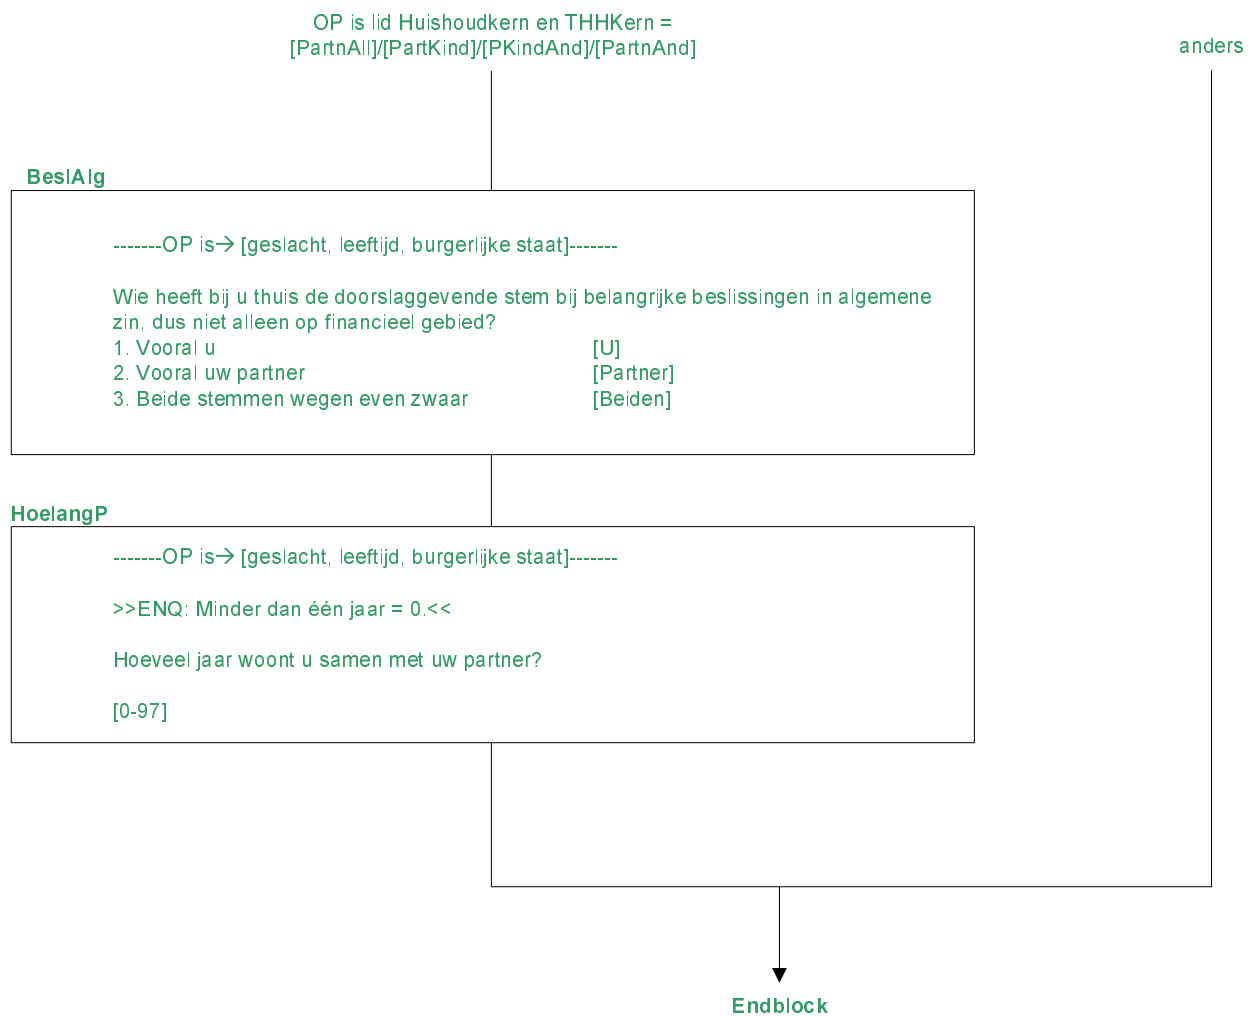 OP is lid Huishoudkern en THHKern =
[PartnAll]/[PartKind]/[PKindAnd]/[PartnAnd]
anders
BeslAlg
-------OP is→ [geslacht, leeftijd, burgerlijke staat]-------
Wie heeft bij u thuis de doorslaggevende stem bij belangrijke beslissingen in algemene
zin, dus niet alleen op financieel gebied?
1. Vooral u [U]
2. Vooral uw partner [Partner]
3. Beide stemmen wegen even zwaar [Beiden]
HoelangP
-------OP is→ [geslacht, leeftijd, burgerlijke staat]-------
>>ENQ: Minder dan één jaar = 0.<<
Hoeveel jaar woont u samen met uw partner?
[0-97]
Endblock